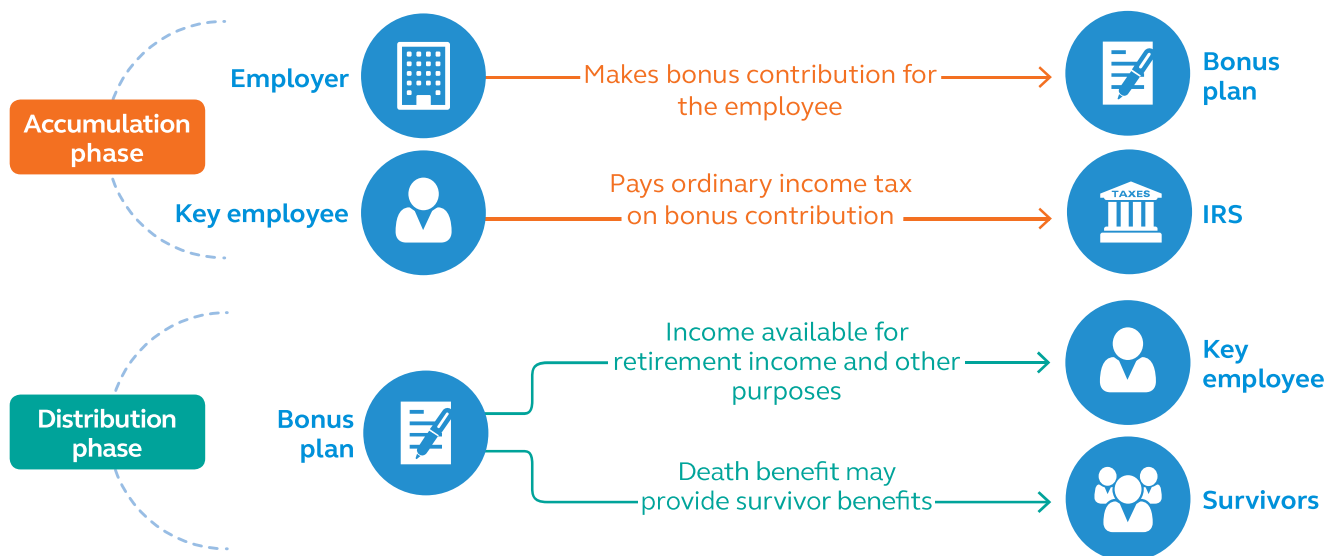 Accumulation
phase
Employer
Makes bonus contribution for
the employee
Bonus
plan
Key employee
Pays ordinary income tax
on bonus contribution
TAXES
IRS
Distribution
phase
Bonus
plan
Income available for
retirement income and other
purposes
Key
employee
Death benefit may
provide survivor benefits
Survivors